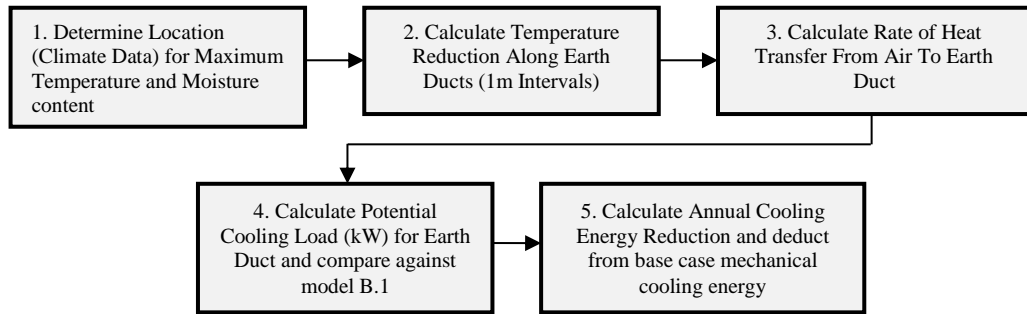 1. Determine Location
(Climate Data) for Maximum
Temperature and Moisture
content
2. Calculate Temperature
Reduction Along Earth
Ducts (1m Intervals)
3. Calculate Rate of Heat
Transfer From Air To Earth
Duct
4. Calculate Potential
Cooling Load (kW) for Earth
Duct and compare against
model B.1
5. Calculate Annual Cooling
Energy Reduction and deduct
from base case mechanical
cooling energy